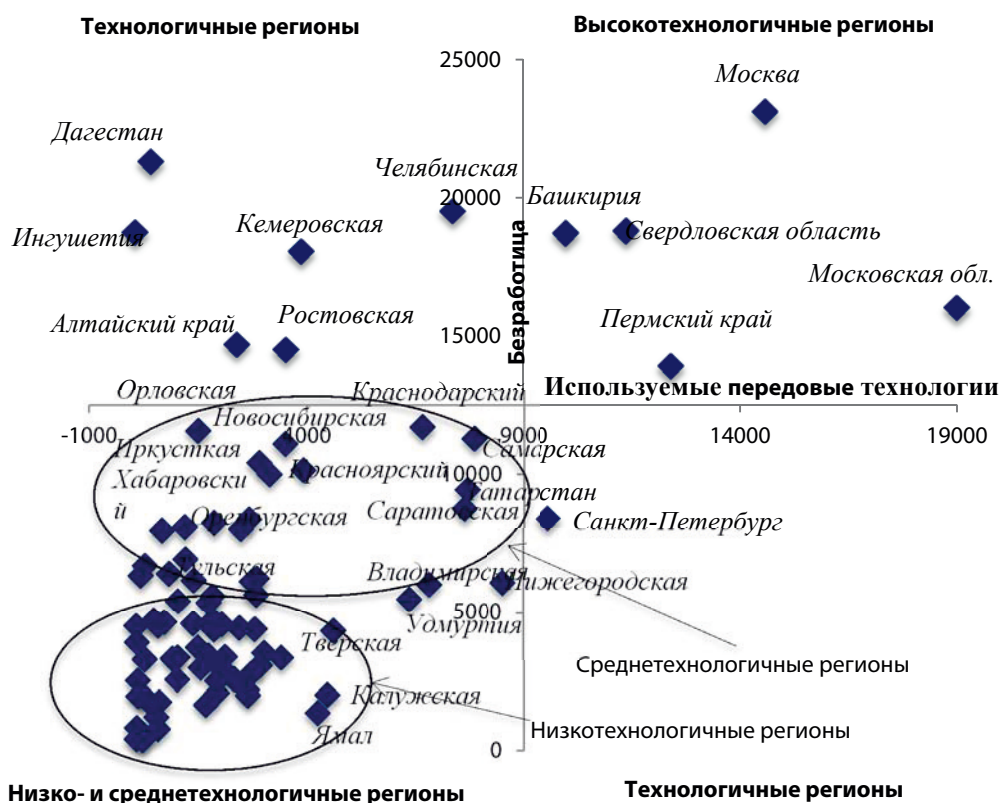 Технологичные регионы
Высокотехнологичные регионы
25000
Москва
Дагестан
Челябинская
20000
Башкирия
Ингушетия
Кемеровская
Свердловская область
Безработица
Московская обл.
15000
Алтайский край
Ростовская
Пермский край
Орловская
Краснодарский
Используемые передовые технологии
-1000
Новосибирская
4000
9000
14000
19000
Иркусткая
Самарская
Хабаровски
й
Красноярский
10000
Татарстан
Оренбургская
Саратовская
Санкт-Петербург
Тульская
Владимирская
Нижегородская
5000
Удмуртия
Тверская
Среднетехнологичные регионы
Калужская
Ямал
Низкотехнологичные регионы
0
Низко- и среднетехнологичные регионы
Технологичные регионы